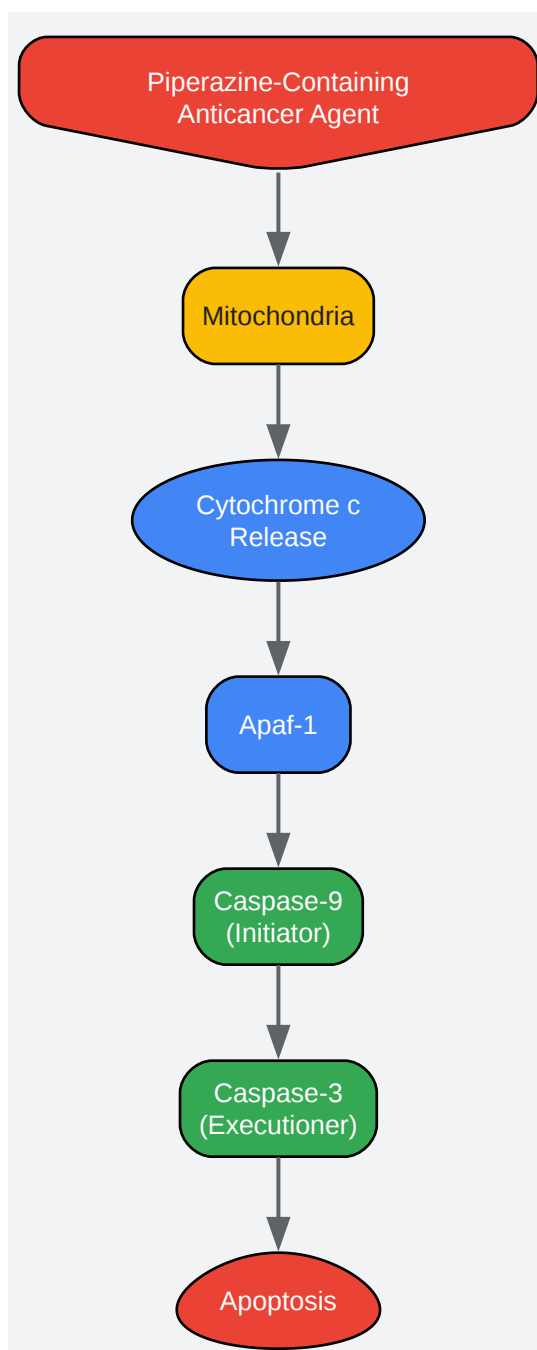 Piperazine-Containing
Anticancer Agent
Mitochondria
Cytochrome c
Release
Apaf-1
Caspase-9
(Initiator)
Caspase-3
(Executioner)
Apoptosis